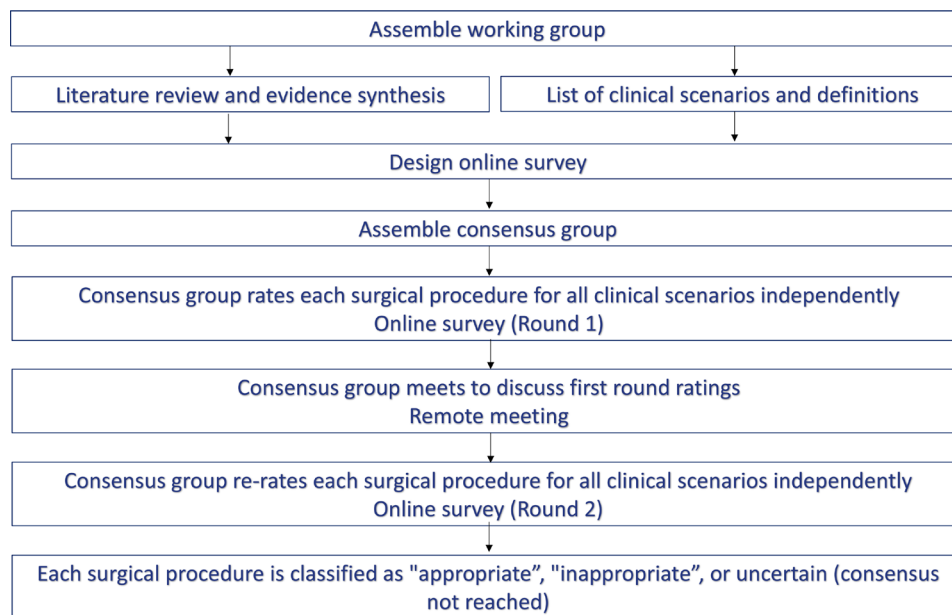 Assemble working group
Literature review and evidence synthesis
List of clinical scenarios and definitions
Design online survey
Assemble consensus group
Consensus group rates each surgical procedure for all clinical scenarios independently
Online survey (Round 1)
Consensus group meets to discuss first round ratings
Remote meeting
Consensus group re-rates each surgical procedure for all clinical scenarios independently
Online survey (Round 2)
Each surgical procedure is classified as "appropriate”, "inappropriate”, or uncertain (consensus
not reached)